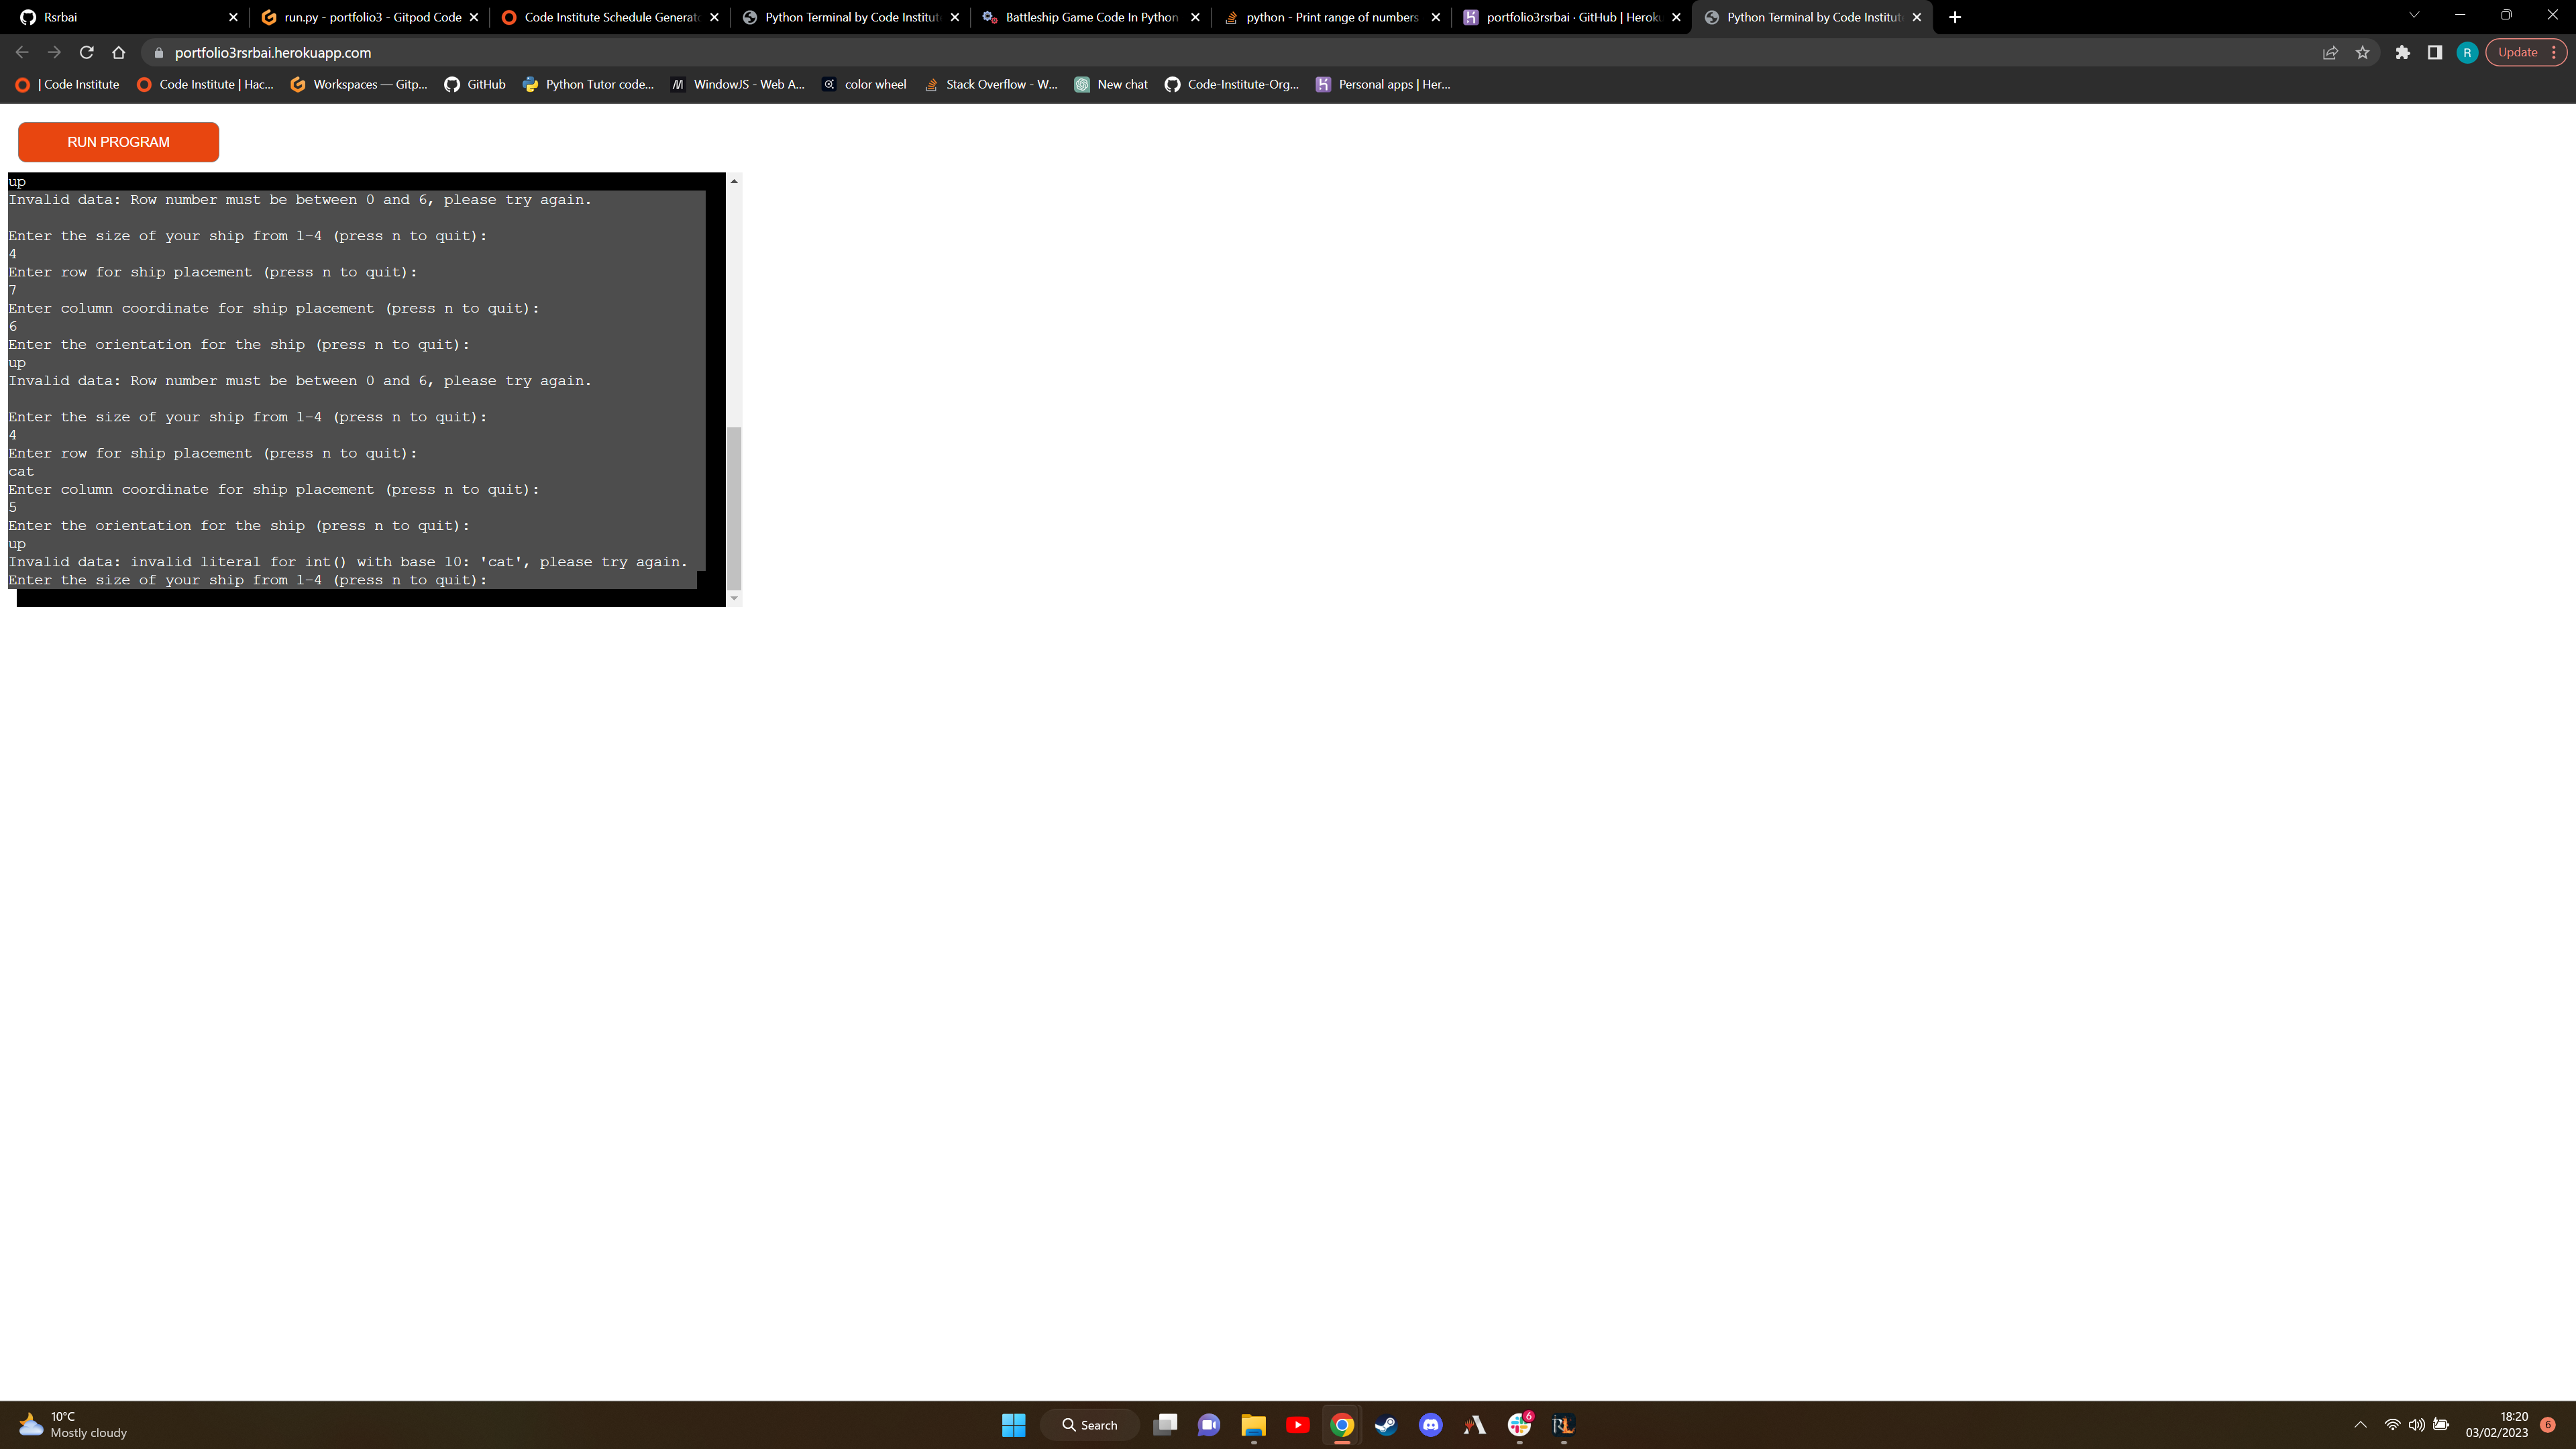 Rsrbai
run.py - portfolio3 - Gitpod Code
Code Institute Schedule Generat
Python Terminal by Code Institut
Battleship Game Code In Python
python - Print range of numbers
portfolio3rsrbai · GitHub | Herok
Python Terminal by Code Institut
portfolio3rsrbai.herokuapp.com
R
Update
| Code Institute
Code Institute | Hac...
Workspaces — Gitp...
GitHub
Python Tutor code...
WindowJS - Web A...
color wheel
Stack Overflow - W...
New chat
Code-Institute-Org...
Personal apps | Her...
RUN PROGRAM
up
Invalid data: Row number must be between 0 and 6, please try again.
Enter the size of your ship from 1-4 (press n to quit):
4
Enter row for ship placement (press n to quit):
7
Enter column coordinate for ship placement (press n to quit):
6
Enter the orientation for the ship (press n to quit):
up
Invalid data: Row number must be between 0 and 6, please try again.
Enter the size of your ship from 1-4 (press n to quit):
4
Enter row for ship placement (press n to quit):
cat
Enter column coordinate for ship placement (press n to quit):
5
Enter the orientation for the ship (press n to quit):
up
Invalid data: invalid literal for int() with base 10: 'cat', please try again.
Enter the size of your ship from 1-4 (press n to quit):
10°C
Mostly cloudy
Search
6
18:20
03/02/2023
6